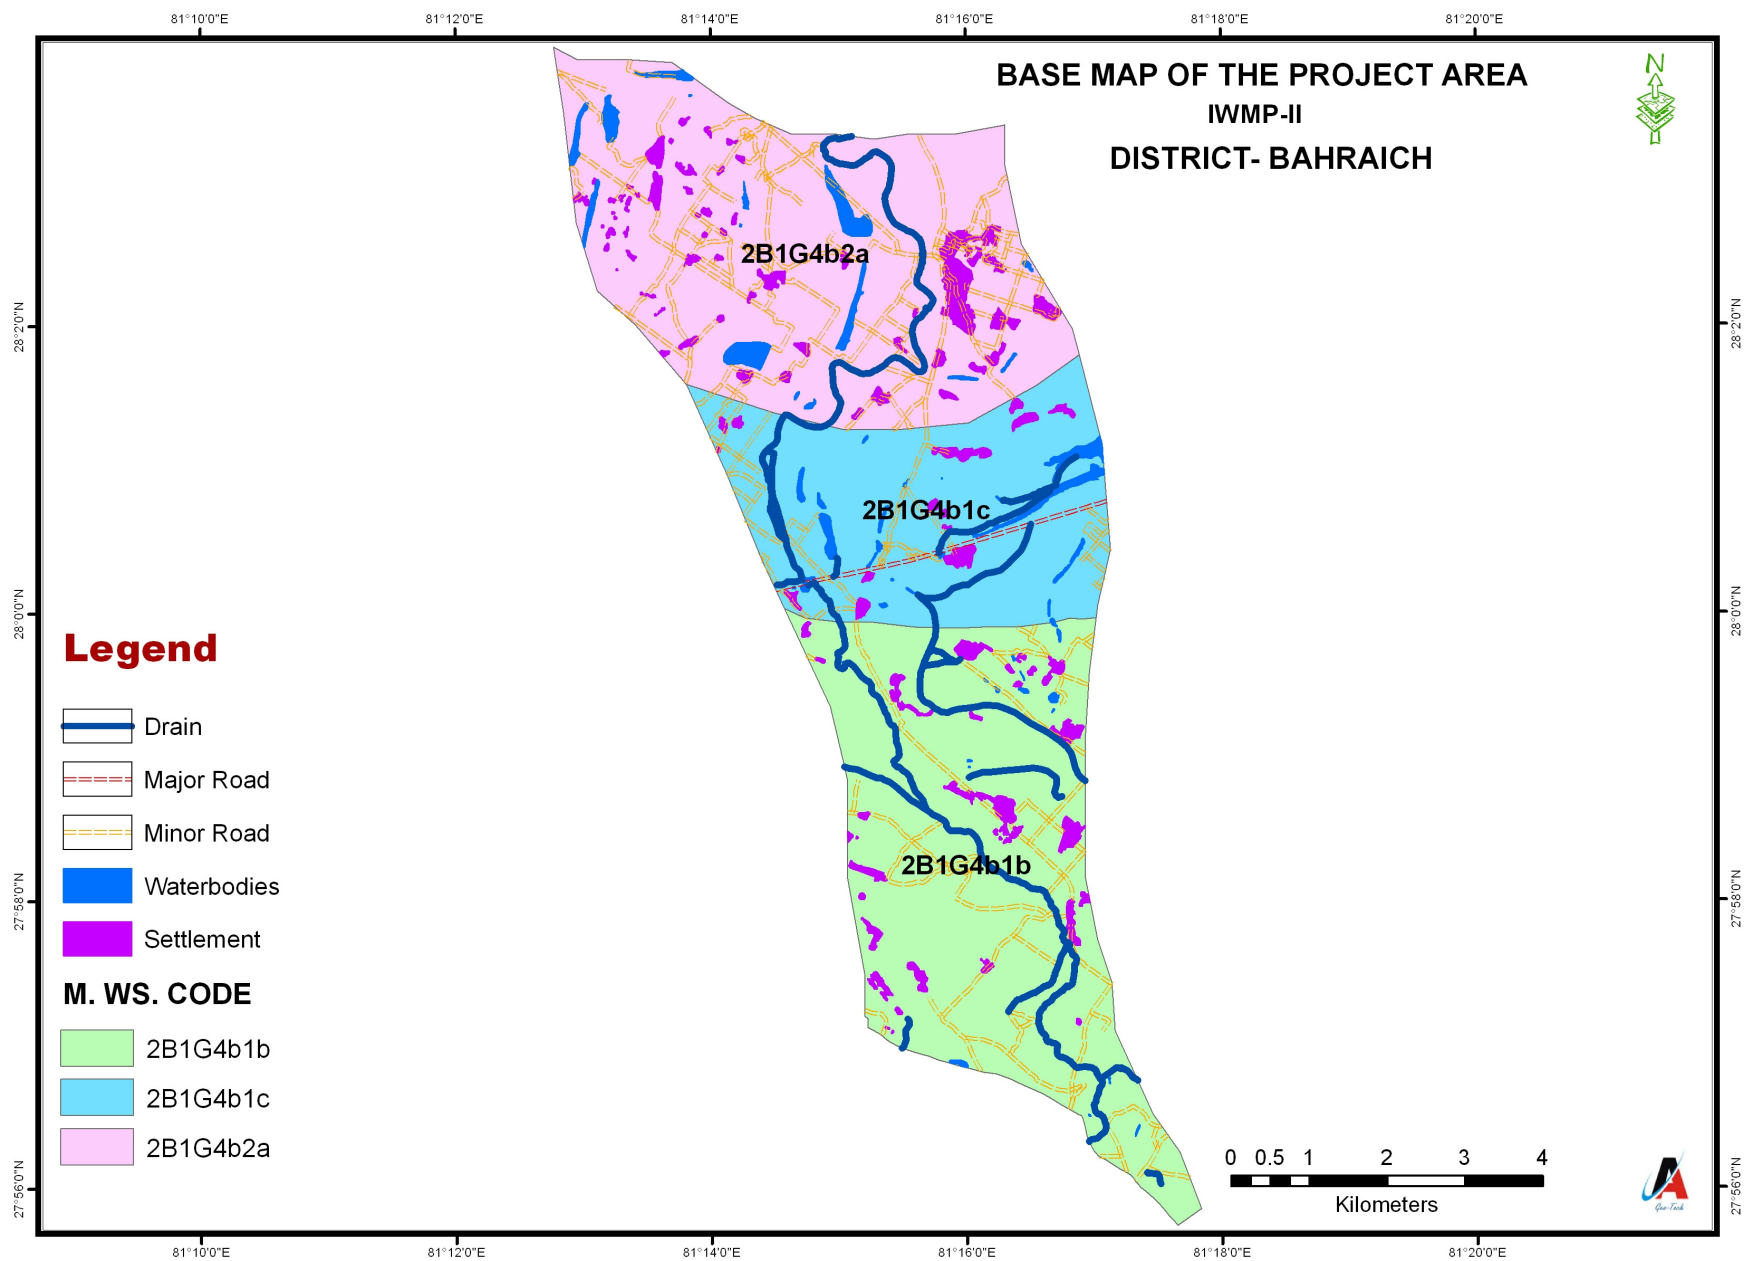 81°10'0"E 81°12'0"E 81°14'0"E 81°16'0"E 81°18'0"E 81°20'0"E
BASE MAP OF THE PROJECT AREA
IWMP-II
DISTRICT- BAHRAICH
N
2B1G4b2a
28°2'0"N 28°2'0"N
2B1G4b1c
28°0'0"N 28°0'0"N
2B1G4b1b
27°58'0"N 27°58'0"N
27°56'0"N 27°56'0"N
Legend
Drain
Major Road
Minor Road
Waterbodies
Settlement
M. WS. CODE
2B1G4b1b
2B1G4b1c
2B1G4b2a
0 0.5 1 2 3 4
Kilometers
A
Geo-Tech
81°10'0"E 81°12'0"E 81°14'0"E 81°16'0"E 81°18'0"E 81°20'0"E